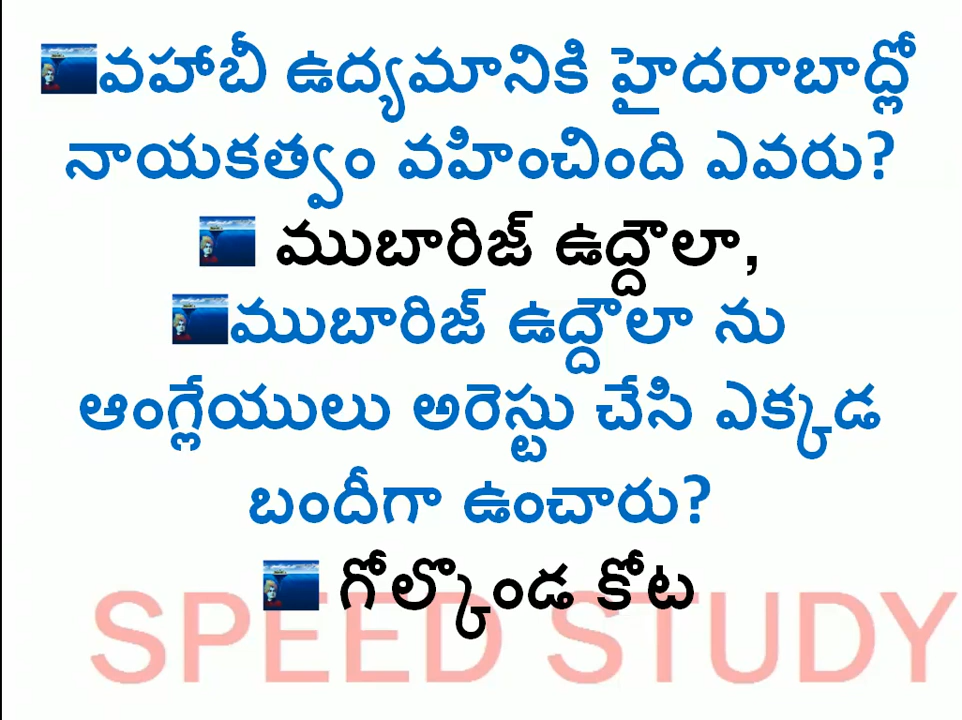 వహాబీ ఉద్యమానికి హైదరాబాద్లో
నాయకత్వం వహించింది ఎవరు?
ముబారిజ్ ఉద్దౌలా,
ముబారిజ్ ఉద్దౌలా ను
ఆంగ్లేయులు అరెస్టు చేసి ఎక్కడ
బందీగా ఉంచారు?
గోల్కొండ కోట
SPEED STUDY